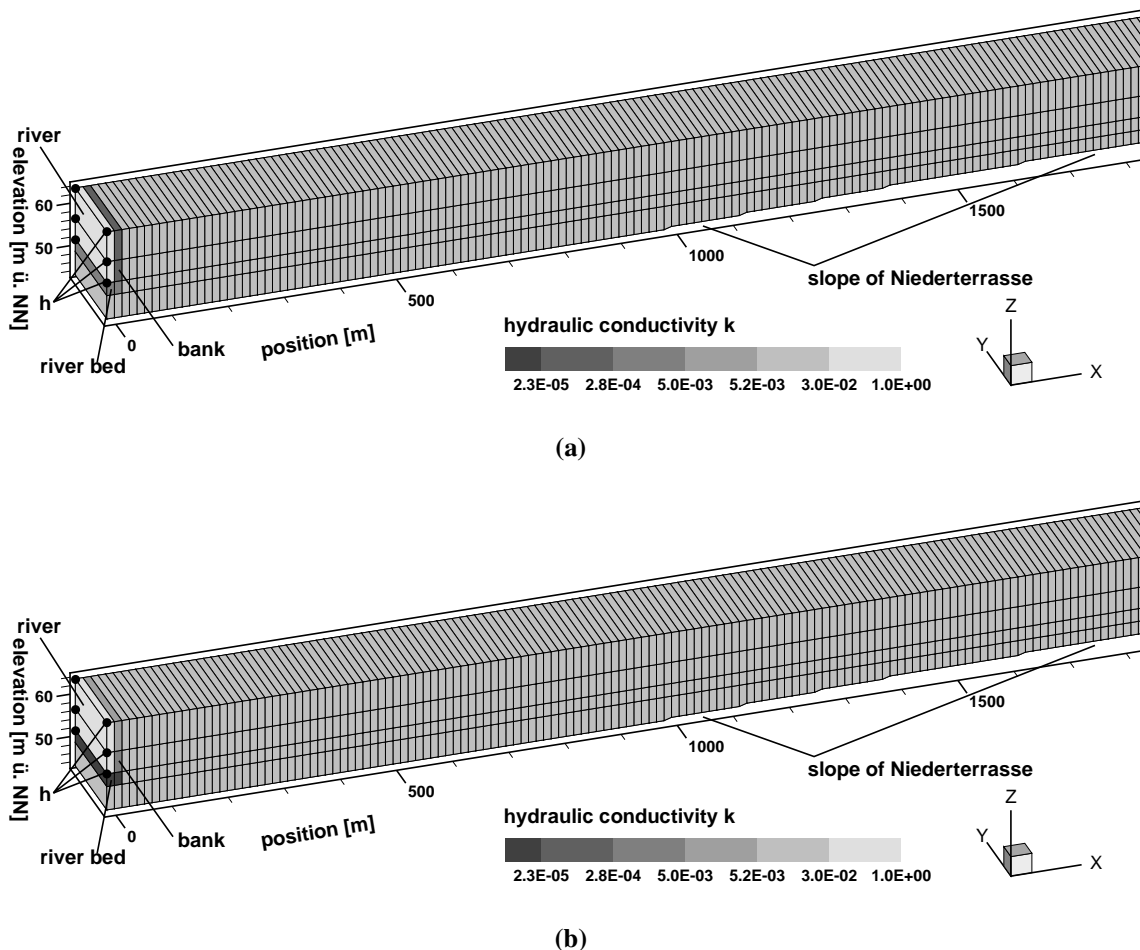 river
elevation [m ü. NN]
60
50
h
river bed
bank
0
position [m]
500
1000
1500
slope of Niederterrasse
hydraulic conductivity k
2.3E-05 2.8E-04 5.0E-03 5.2E-03 3.0E-02 1.0E+00
Z
Y
X
(a)
river
elevation [m ü. NN]
60
50
h
river bed
bank
0
position [m]
500
1000
1500
slope of Niederterrasse
hydraulic conductivity k
2.3E-05 2.8E-04 5.0E-03 5.2E-03 3.0E-02 1.0E+00
Z
Y
X
(b)